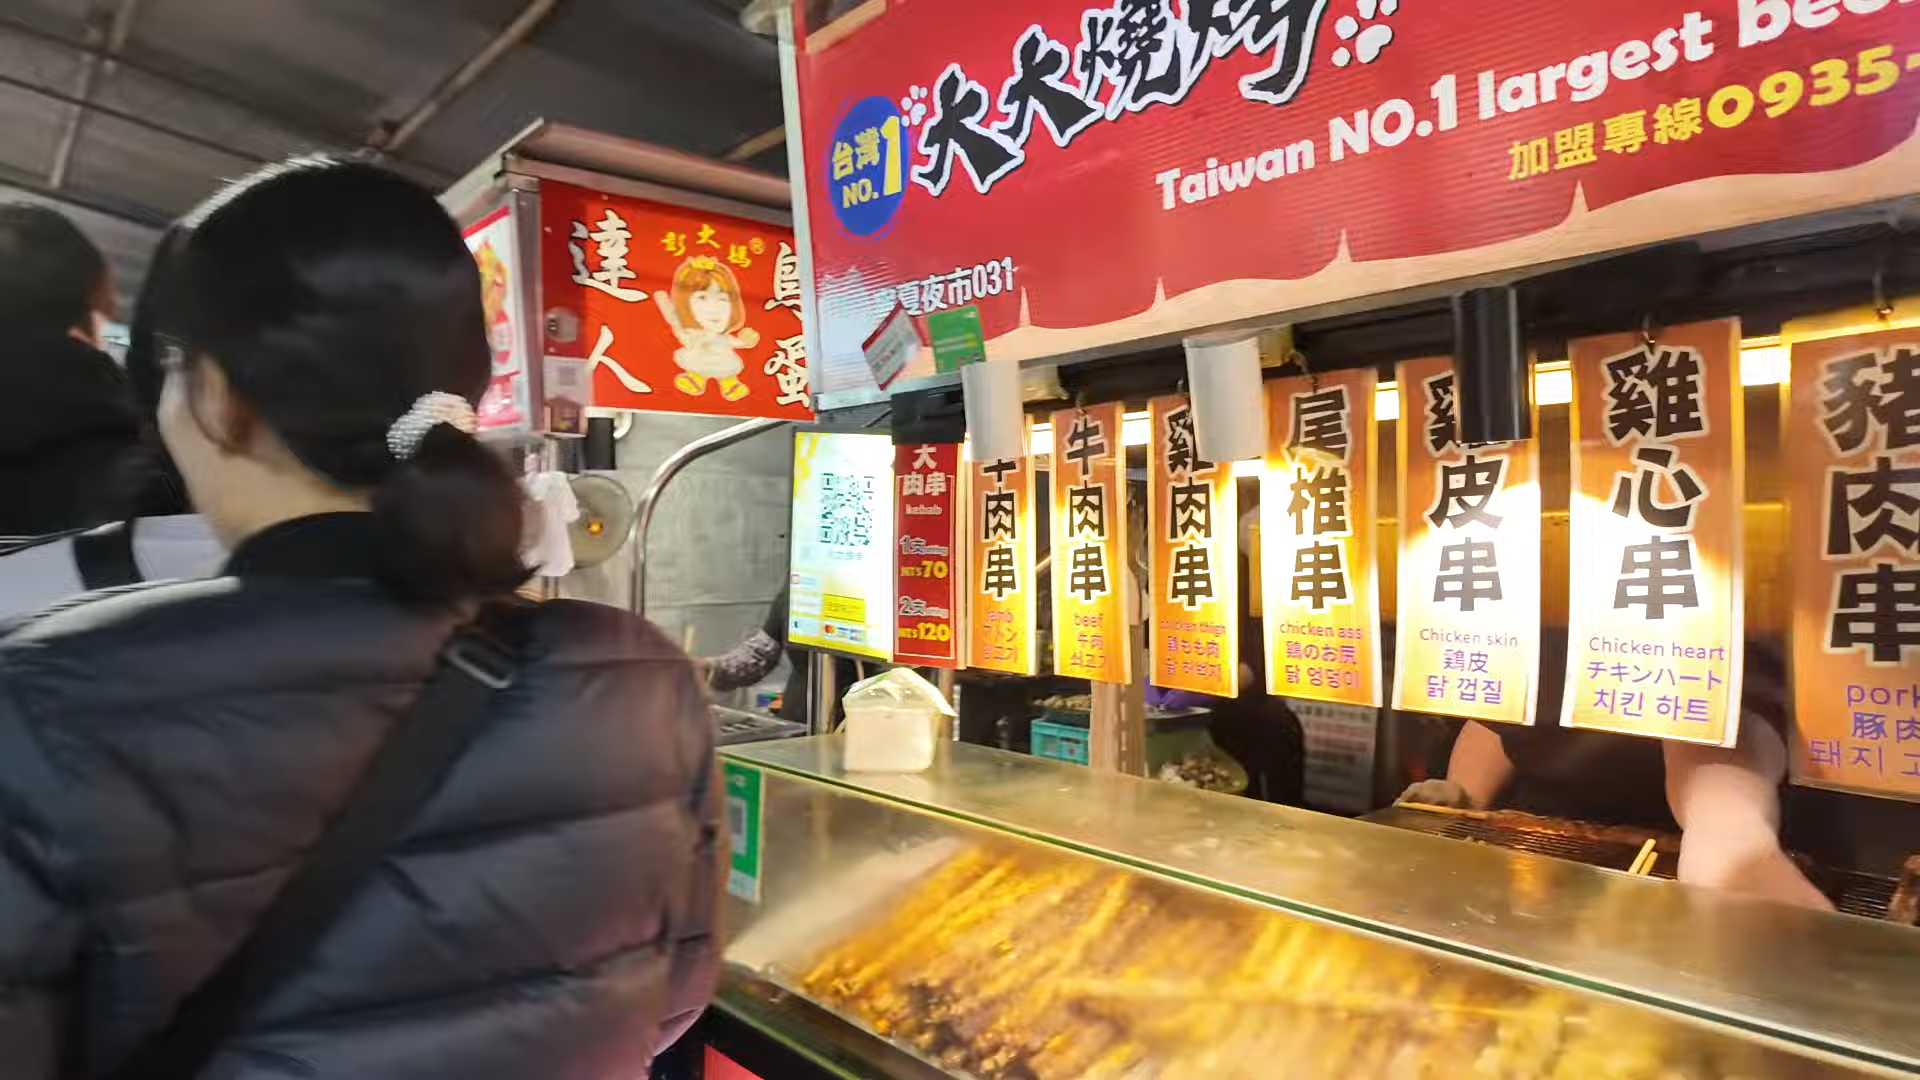 台灣
NO.1
大大燒烤
Taiwan NO.1 largest bee
加盟專線0935-
夏夜市031
達人
彭大媽®
鳥蛋
大
肉串
kebab
1支
NT$70
2支
NT$120
羊肉串
lamb
牛肉串
beef
牛肉
쇠고기
雞肉串
chicken thigh
鶏もも肉
닭 허벅지
尾椎串
chicken ass
鶏のお尻
닭 엉덩이
雞皮串
Chicken skin
鶏皮
닭 껍질
雞心串
Chicken heart
チキンハート
치킨 하트
豬肉串
pork
豚肉
돼지 고